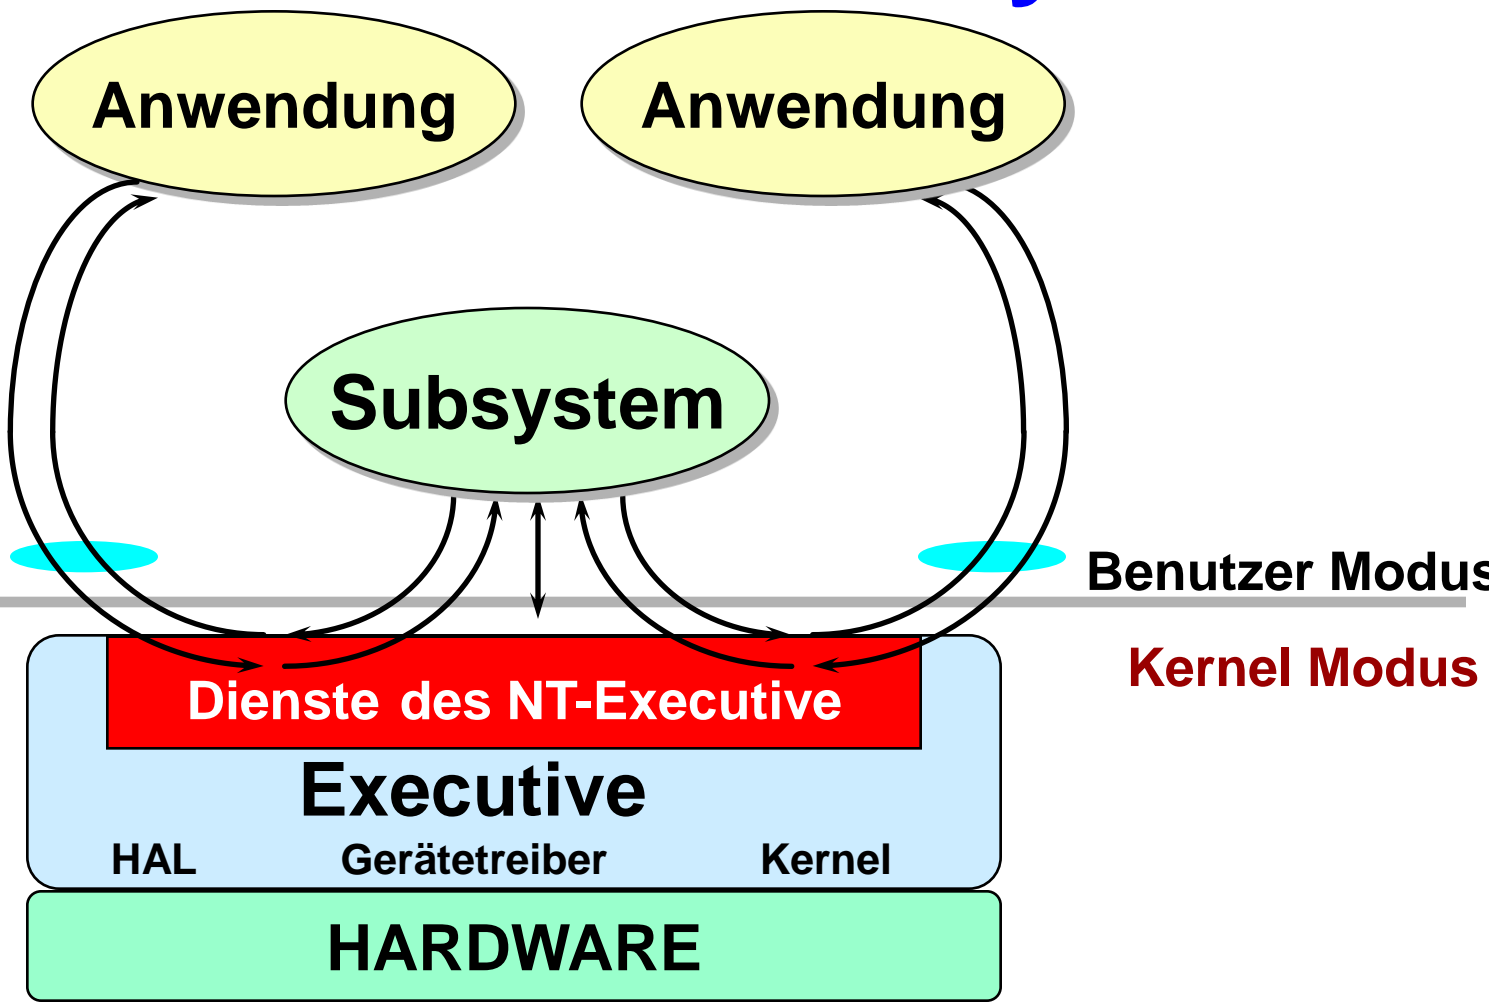 Anwendung Anwendung
Subsystem
Benutzer Modus
Kernel Modus
Dienste des NT-Executive
Executive
HAL Gerätetreiber Kernel
HARDWARE